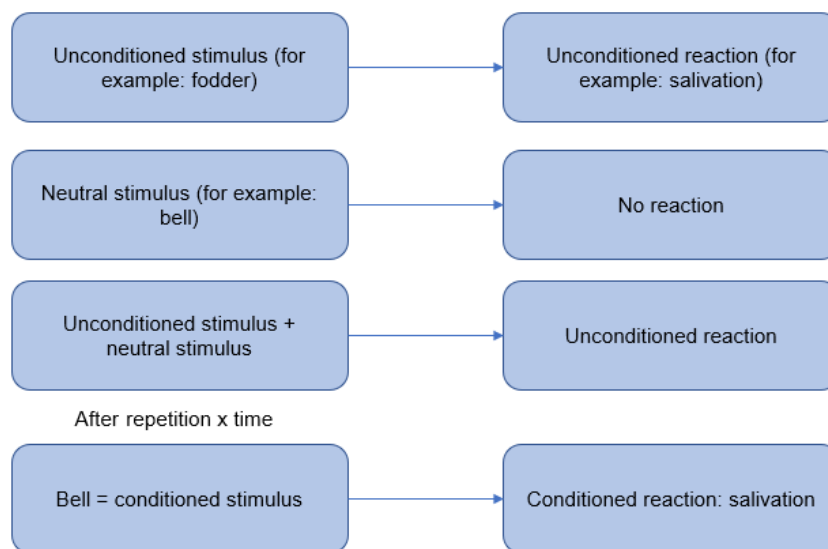 Unconditioned stimulus (for
example: fodder)
Unconditioned reaction (for
example: salivation)
Neutral stimulus (for example:
bell)
No reaction
Unconditioned stimulus +
neutral stimulus
Unconditioned reaction
After repetition x time
Bell = conditioned stimulus
Conditioned reaction: salivation